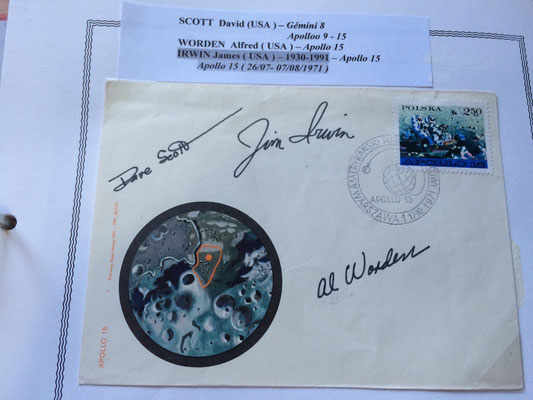 SCOTT David (USA ) – Gémini 8
Apolloo 9 - 15
WORDEN Alfred ( USA ) – Apollo 15
IRWIN James ( USA ) – 1930-1991 – Apollo 15
Apollo 15 ( 26/07- 07/08/1971 )
POLSKA
2,50
Dave Scott
Jim Irwin
APOLLO 15
WARSZAWA 1
Al Worden
APOLLO 15